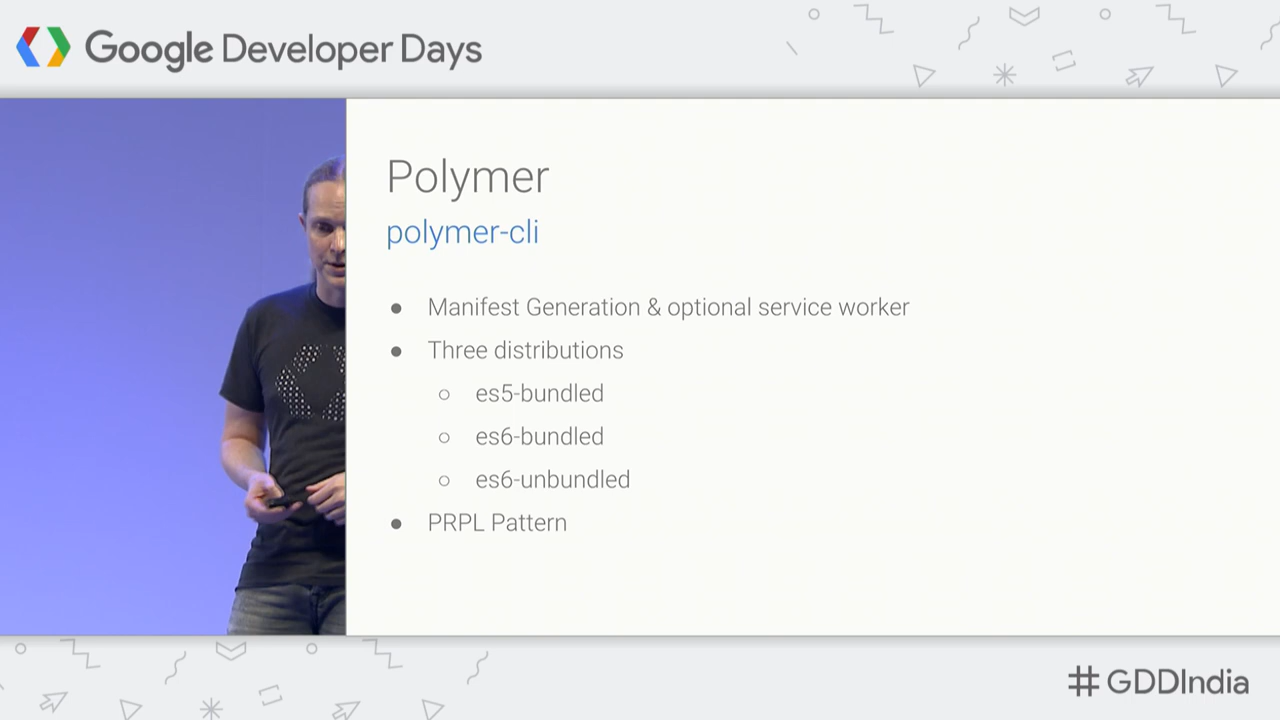 Google Developer Days
Polymer
polymer-cli
● Manifest Generation & optional service worker
● Three distributions
○ es5-bundled
○ es6-bundled
○ es6-unbundled
● PRPL Pattern
#GDDIndia